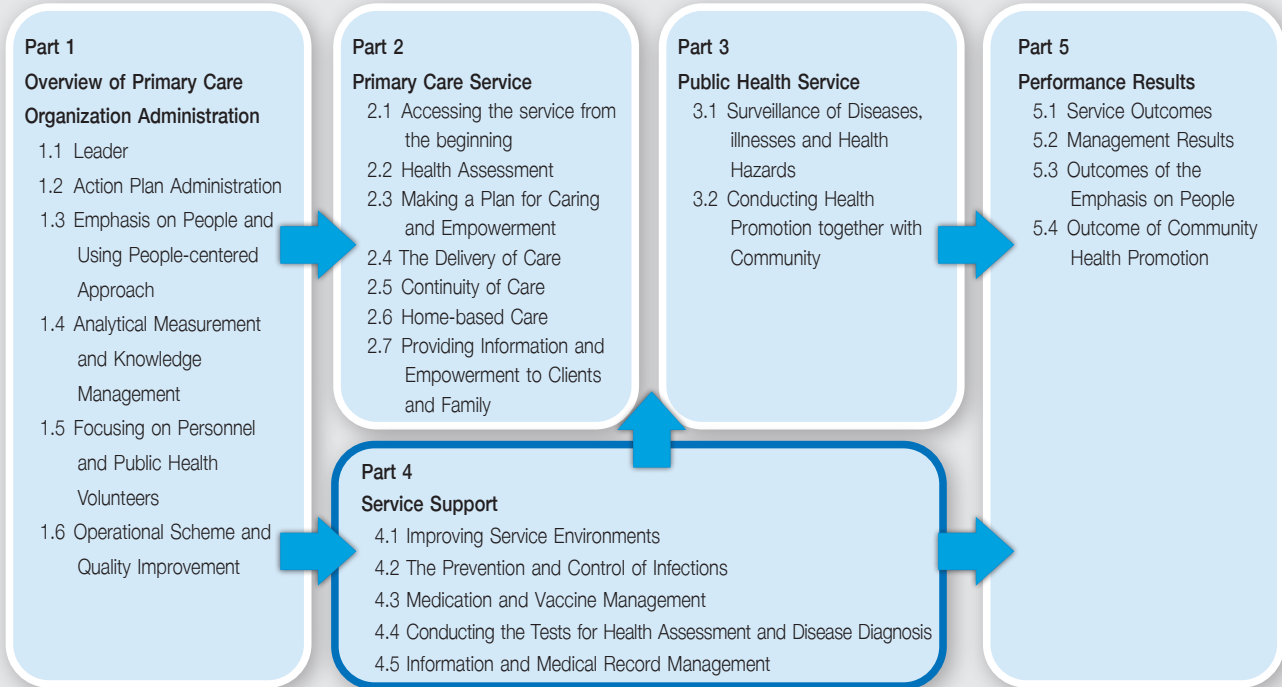 Part 1
Overview of Primary Care
Organization Administration
1.1 Leader
1.2 Action Plan Administration
1.3 Emphasis on People and
Using People-centered
Approach
1.4 Analytical Measurement
and Knowledge
Management
1.5 Focusing on Personnel
and Public Health
Volunteers
1.6 Operational Scheme and
Quality Improvement
Part 2
Primary Care Service
2.1 Accessing the service from
the beginning
2.2 Health Assessment
2.3 Making a Plan for Caring
and Empowerment
2.4 The Delivery of Care
2.5 Continuity of Care
2.6 Home-based Care
2.7 Providing Information and
Empowerment to Clients
and Family
Part 3
Public Health Service
3.1 Surveillance of Diseases,
illnesses and Health
Hazards
3.2 Conducting Health
Promotion together with
Community
Part 4
Service Support
4.1 Improving Service Environments
4.2 The Prevention and Control of Infections
4.3 Medication and Vaccine Management
4.4 Conducting the Tests for Health Assessment and Disease Diagnosis
4.5 Information and Medical Record Management
Part 5
Performance Results
5.1 Service Outcomes
5.2 Management Results
5.3 Outcomes of the
Emphasis on People
5.4 Outcome of Community
Health Promotion